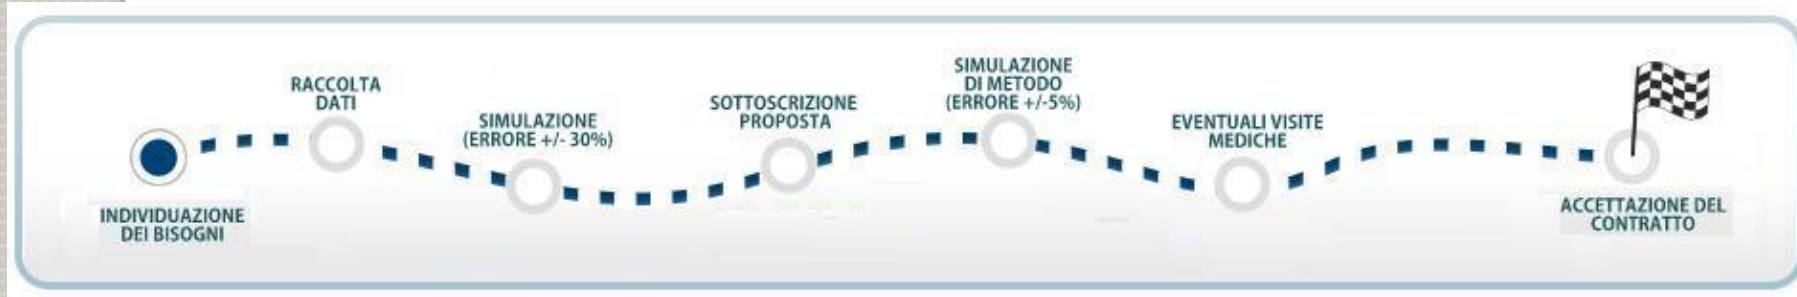 INDIVIDUAZIONE
DEI BISOGNI
RACCOLTA
DATI
SIMULAZIONE
(ERRORE +/- 30%)
SOTTOSCRIZIONE
PROPOSTA
SIMULAZIONE
DI METODO
(ERRORE +/-5%)
EVENTUALI VISITE
MEDICHE
ACCETTAZIONE DEL
CONTRATTO